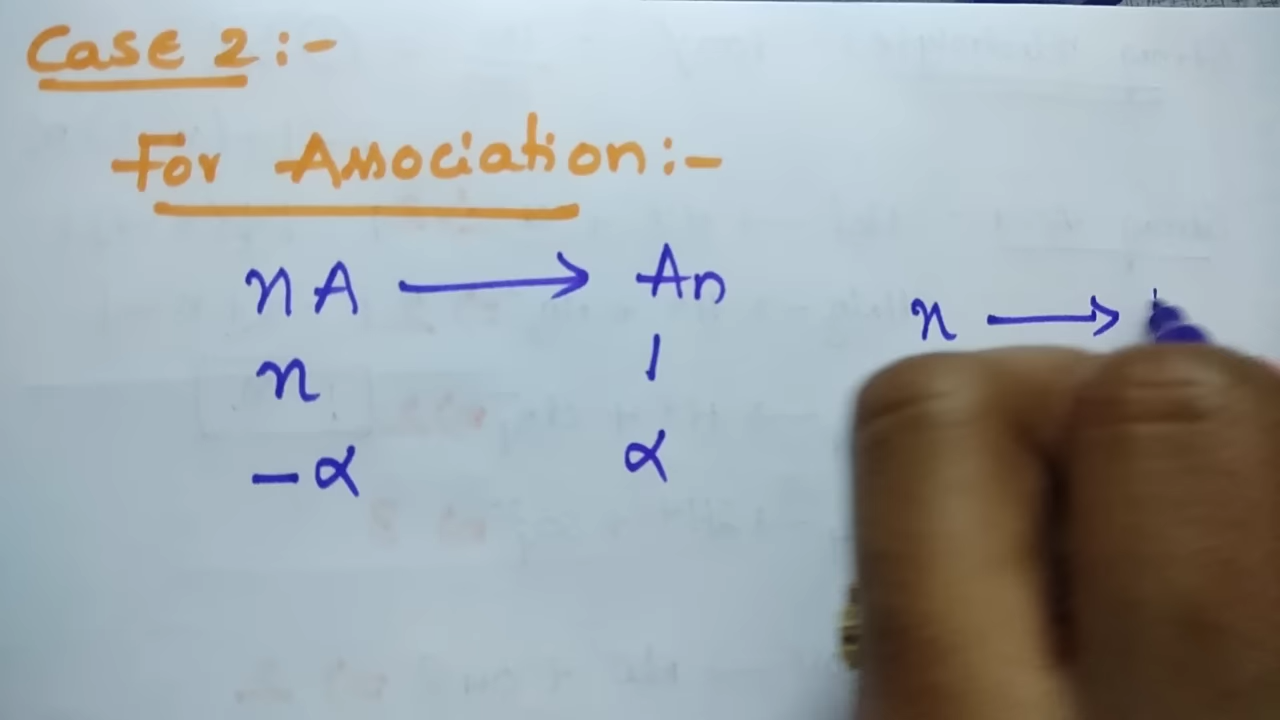 Case 2:-
For Association:-
nA ⟶ An
n 1
-α α
n ⟶